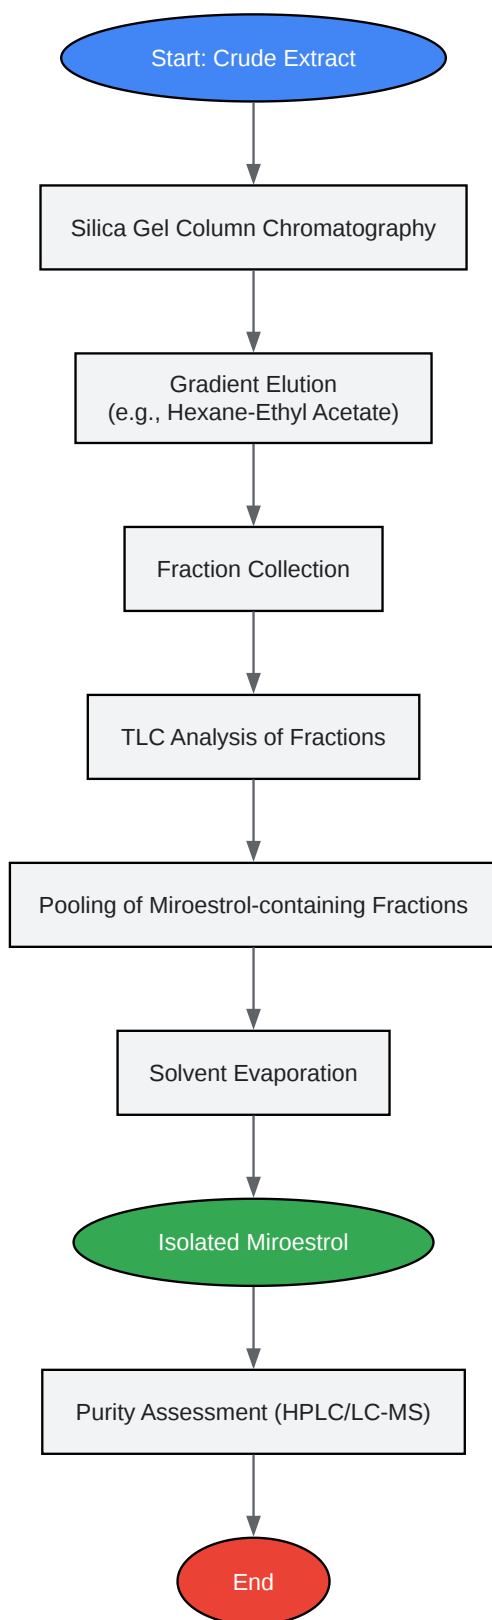 Start: Crude Extract
Silica Gel Column Chromatography
Gradient Elution
(e.g., Hexane-Ethyl Acetate)
Fraction Collection
TLC Analysis of Fractions
Pooling of Miroestrol-containing Fractions
Solvent Evaporation
Isolated Miroestrol
Purity Assessment (HPLC/LC-MS)
End